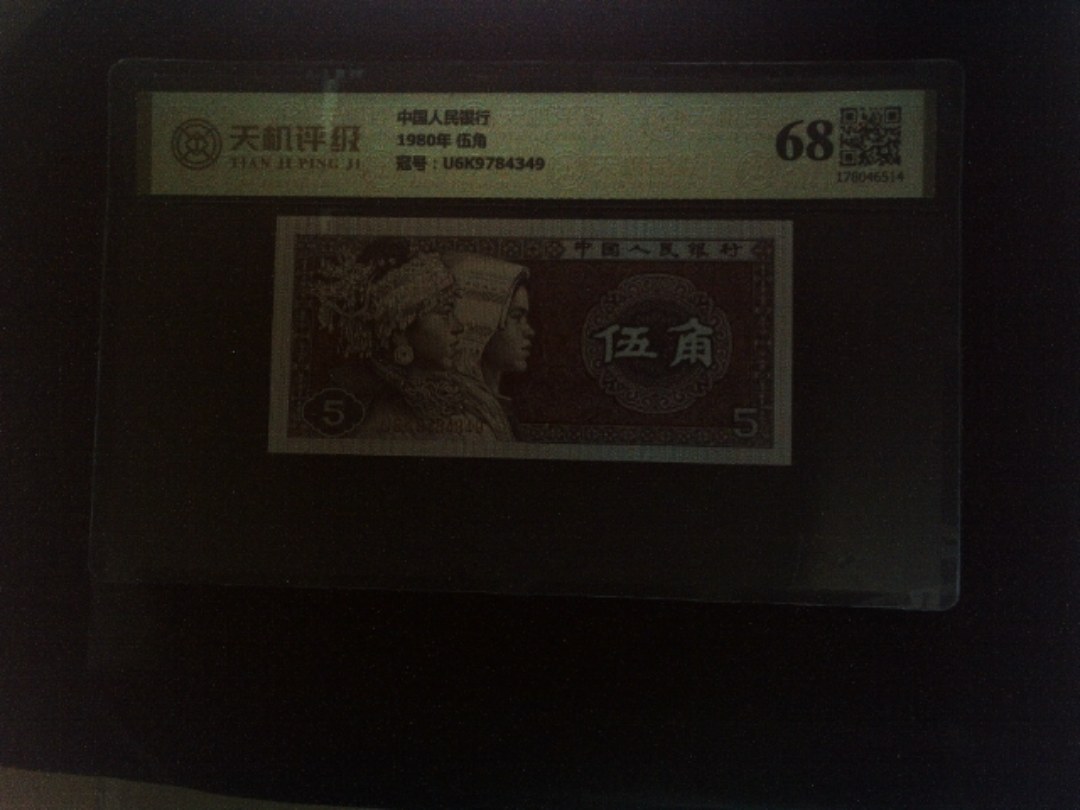 天机评级
TIAN JI PING JI
中国人民银行
1980年 伍角
冠号：U6K9784349
68
178046514
中國人民银行
伍角
5
5